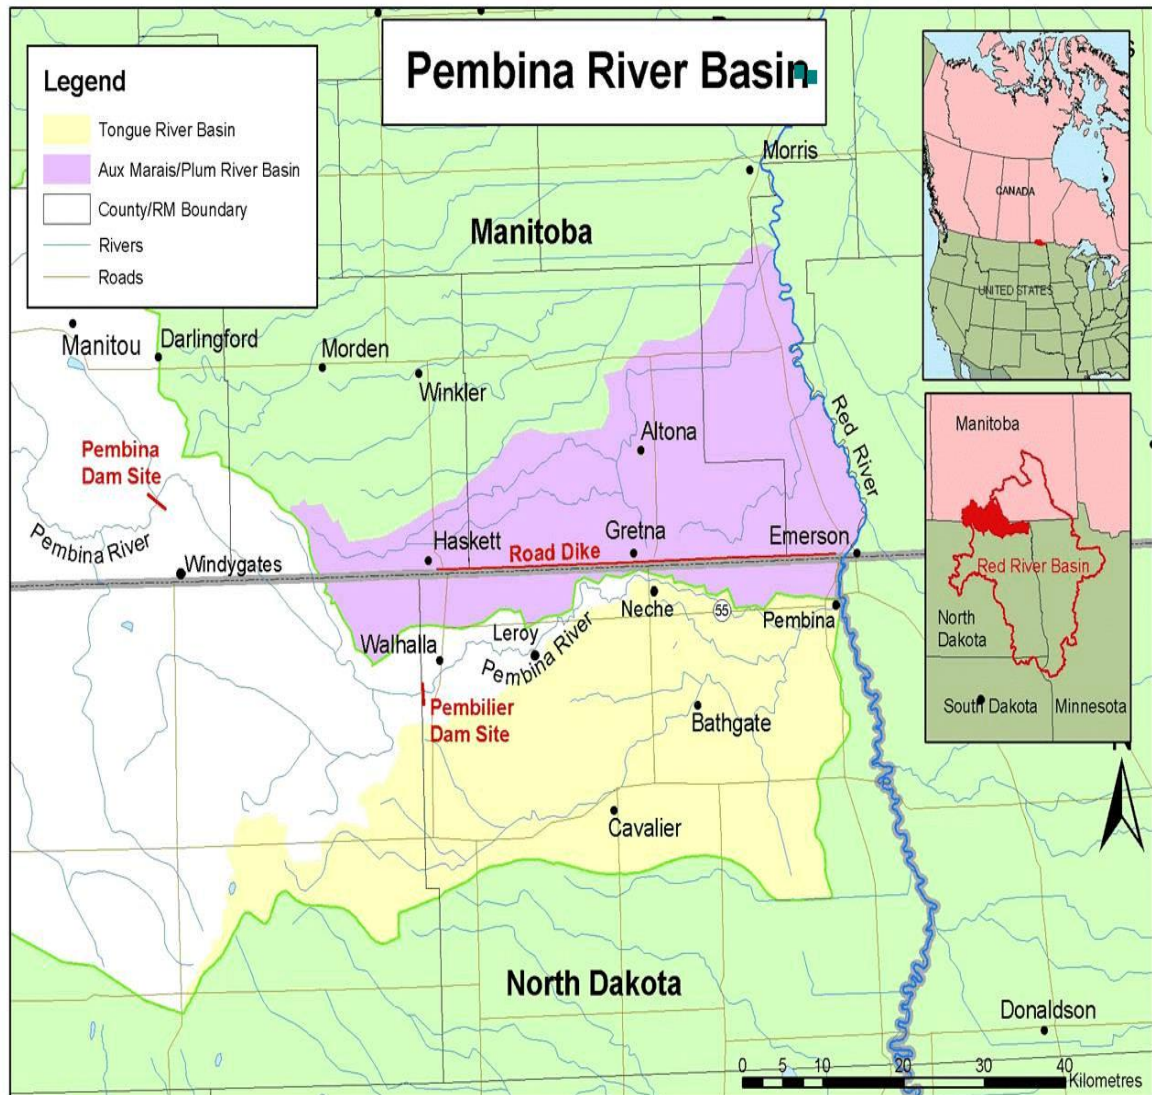 Pembina River Basin
Legend
Tongue River Basin
Aux Marais/Plum River Basin
County/RM Boundary
Rivers
Roads
Morris
Manitoba
CANADA
UNITED STATES
Manitou
Darlingford
Morden
Winkler
Red River
Altona
Pembina
Dam Site
Pembina River
Windygates
Haskett
Road Dike
Gretna
Emerson
Manitoba
Red River Basin
North
Dakota
South Dakota
Minnesota
Neche
55
Pembina
Walhalla
Leroy
Pembina River
Pembilier
Dam Site
Bathgate
Cavalier
North Dakota
Donaldson
0 5 10 20 30 40
Kilometres